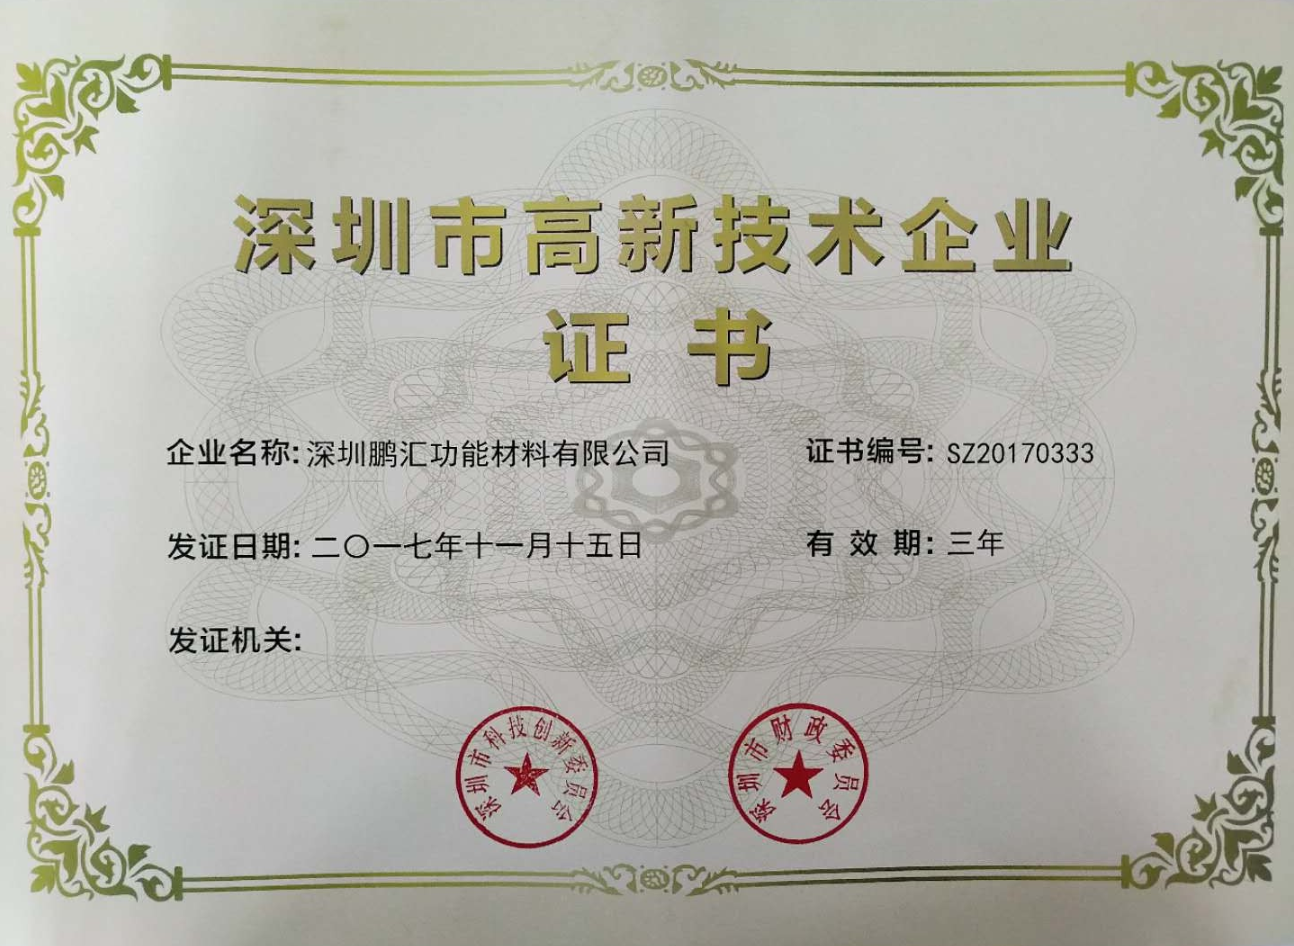 深圳市高新技术企业
证书
企业名称: 深圳鹏汇功能材料有限公司
证书编号: SZ20170333
发证日期: 二〇一七年十一月十五日
有效期: 三年
发证机关:
深圳市科技创新委员会
深圳市财政委员会